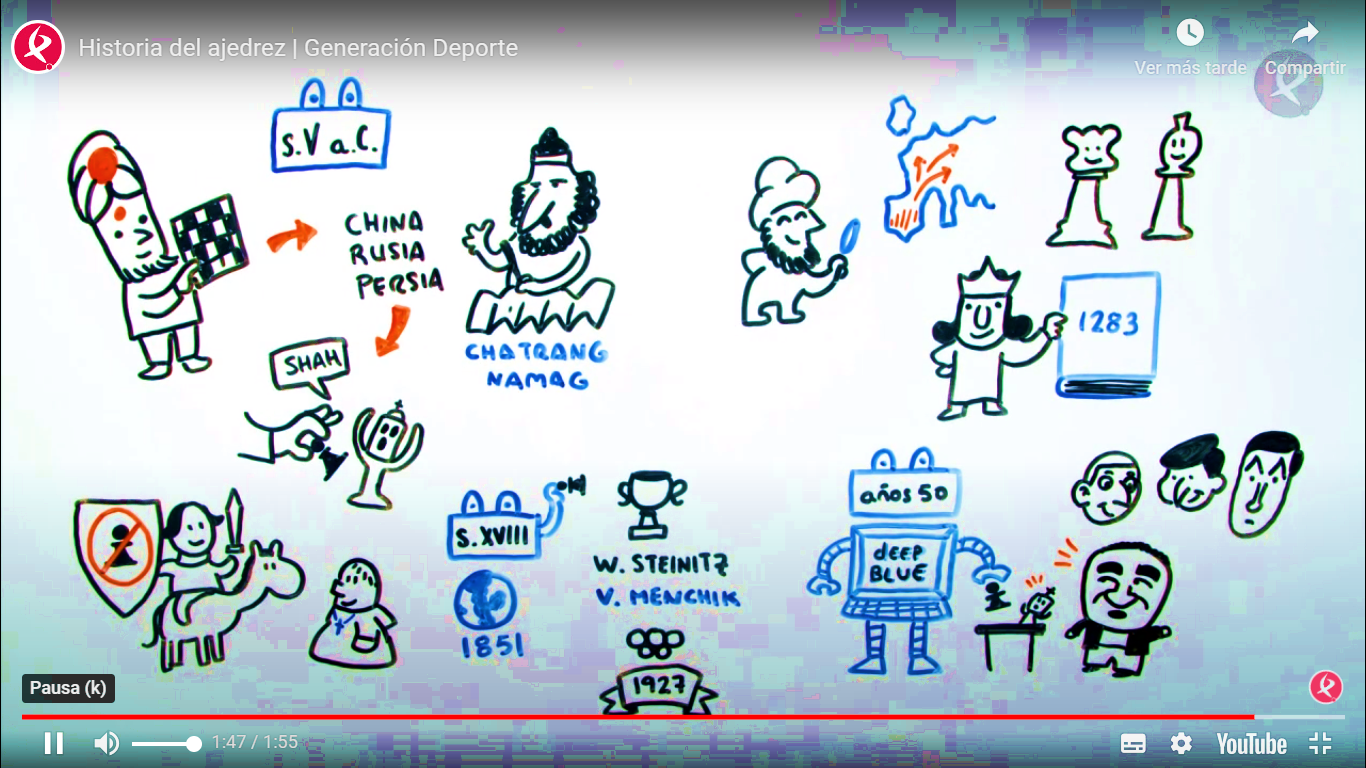 Historia del ajedrez | Generación Deporte
Ver más tarde
Compartir
s.V a.C.
CHINA
RUSIA
PERSIA
CHATRANG
NAMAG
SHAH
1283
s.XVIII
1851
W. STEINITZ
V. MENCHIK
1927
años 50
dEEP
BLUE
Pausa (k)
1:47 / 1:55
YouTube